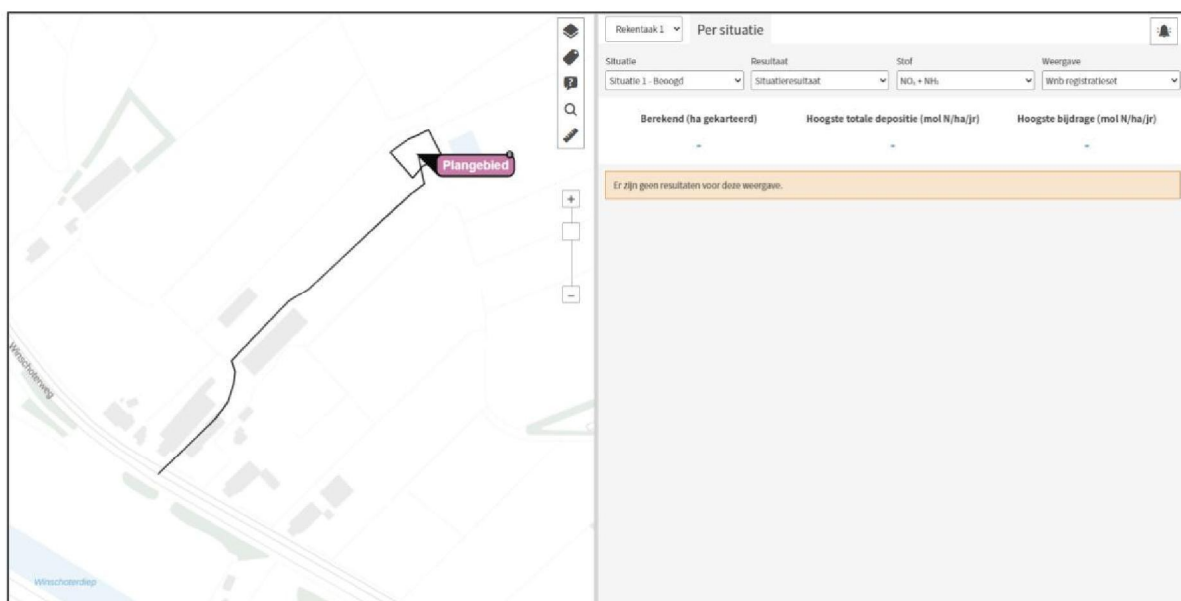 Plangebied
Winschoterweg
Winschoterdiep
+
−
Rekentaak 1
Per situatie
Situatie Resultaat Stof Weergave
Situatie 1 - Beoogd Situatieresultaat NOₓ + NH₃ Wnb registratieset
Berekend (ha gekarteerd) Hoogste totale depositie (mol N/ha/jr) Hoogste bijdrage (mol N/ha/jr)
- - -
Er zijn geen resultaten voor deze weergave.